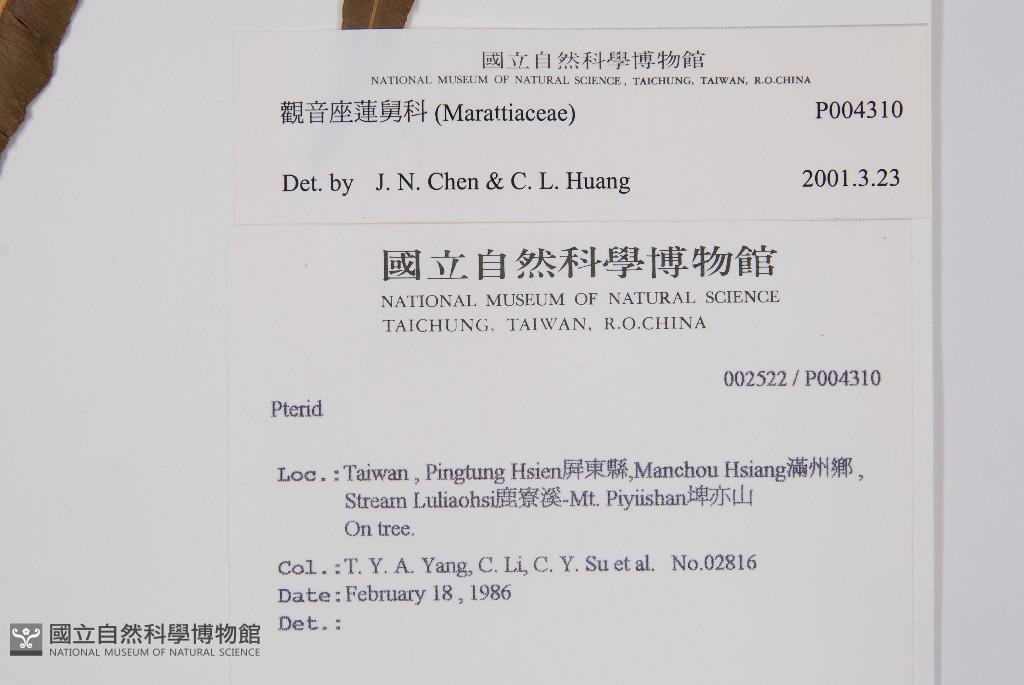 國立自然科學博物館
NATIONAL MUSEUM OF NATURAL SCIENCE, TAICHUNG, TAIWAN, R.O.CHINA
觀音座蓮舅科 (Marattiaceae) P004310
Det. by J. N. Chen & C. L. Huang 2001.3.23
國立自然科學博物館
NATIONAL MUSEUM OF NATURAL SCIENCE
TAICHUNG, TAIWAN, R.O.CHINA
002522 / P004310
Pterid
Loc.: Taiwan , Pingtung Hsien屏東縣,Manchou Hsiang滿州鄉 ,
Stream Luliaohsi鹿寮溪-Mt. Piyiishan埤亦山
On tree.
Col.: T. Y. A. Yang, C. Li, C. Y. Su et al. No.02816
Date: February 18 , 1986
Det.:
國立自然科學博物館
NATIONAL MUSEUM OF NATURAL SCIENCE